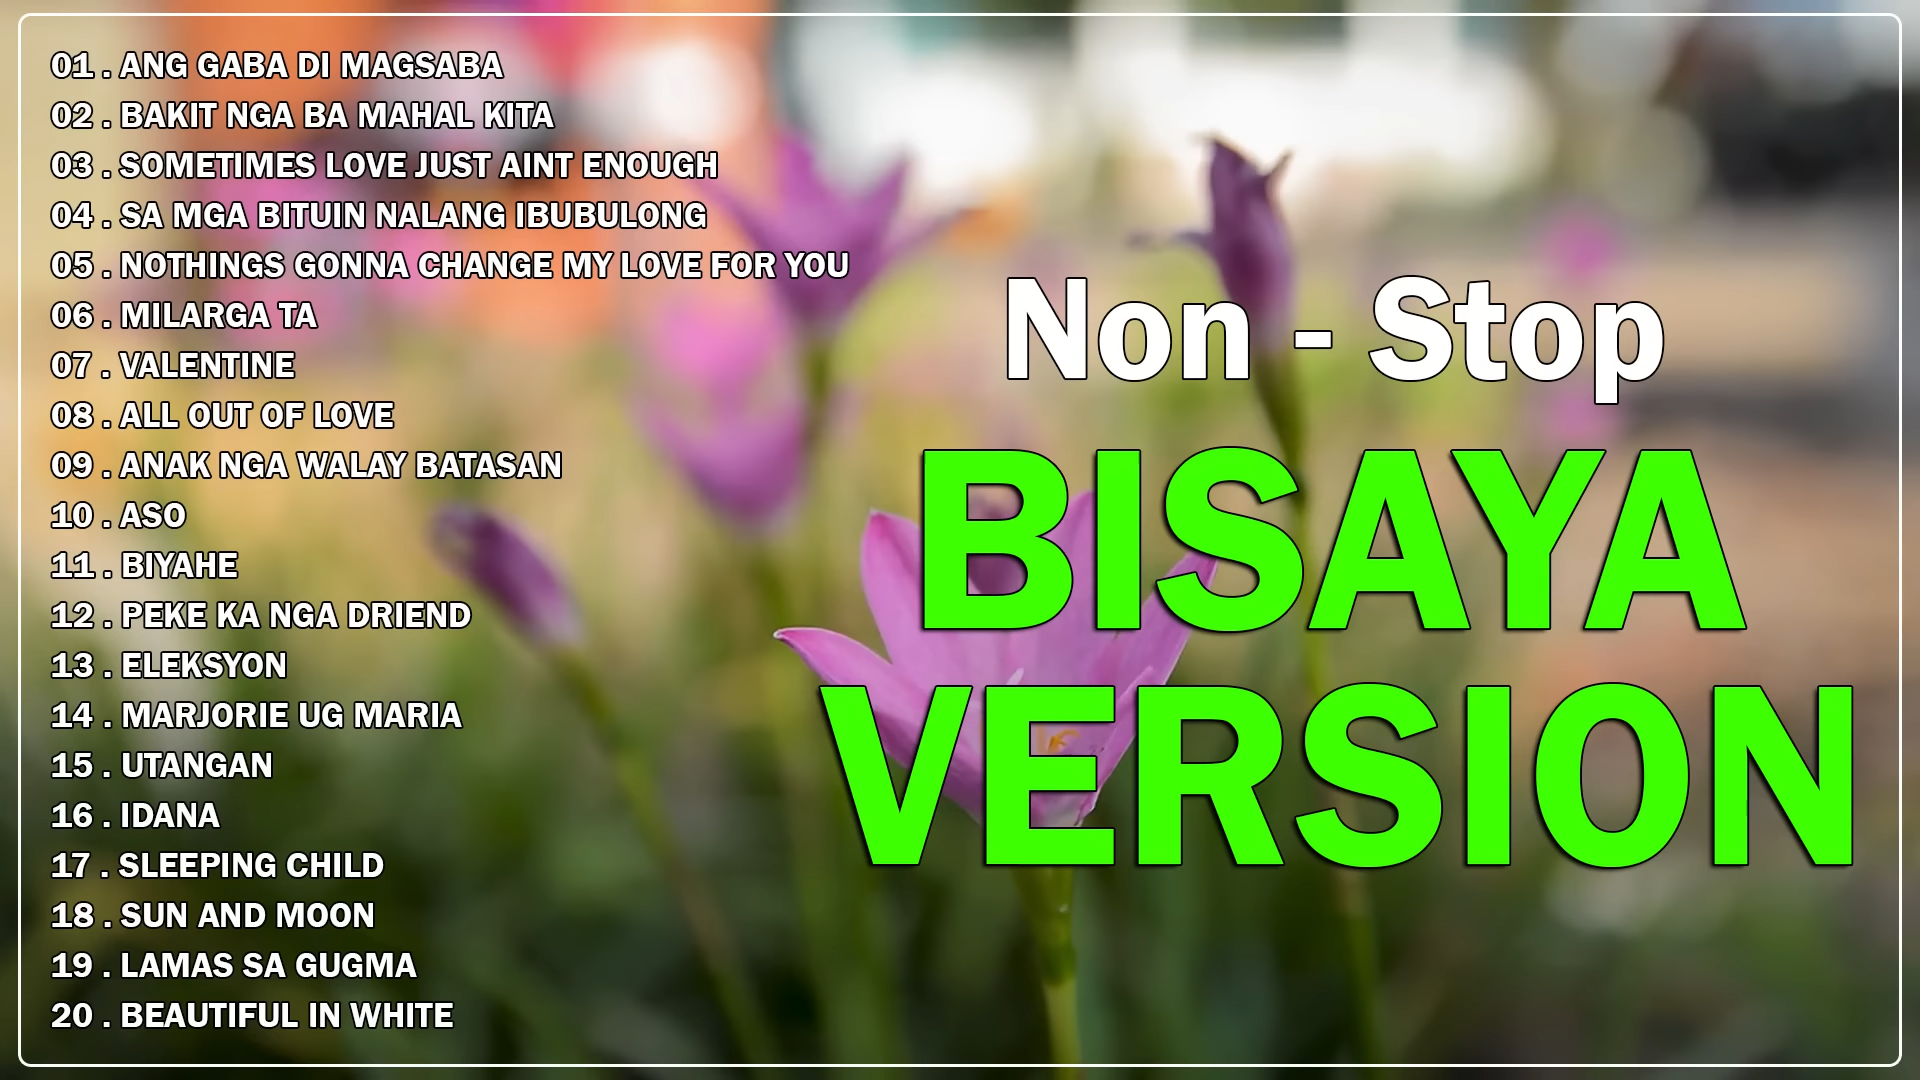 01 . ANG GABA DI MAGSABA
02 . BAKIT NGA BA MAHAL KITA
03 . SOMETIMES LOVE JUST AINT ENOUGH
04 . SA MGA BITUIN NALANG IBUBULONG
05 . NOTHINGS GONNA CHANGE MY LOVE FOR YOU
06 . MILARGA TA
07 . VALENTINE
08 . ALL OUT OF LOVE
09 . ANAK NGA WALAY BATASAN
10 . ASO
11 . BIYAHE
12 . PEKE KA NGA DRIEND
13 . ELEKSYON
14 . MARJORIE UG MARIA
15 . UTANGAN
16 . IDANA
17 . SLEEPING CHILD
18 . SUN AND MOON
19 . LAMAS SA GUGMA
20 . BEAUTIFUL IN WHITE
Non - Stop
BISAYA
VERSION